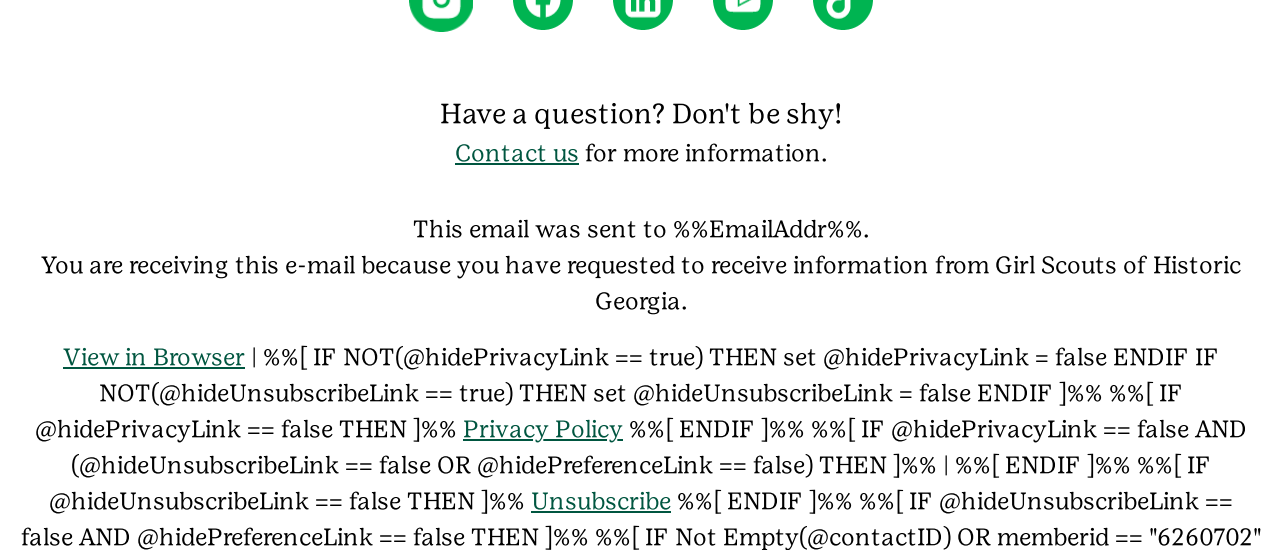 Have a question? Don't be shy!
Contact us for more information.
This email was sent to %%EmailAddr%%.
You are receiving this e-mail because you have requested to receive information from Girl Scouts of Historic
Georgia.
View in Browser | %%[ IF NOT(@hidePrivacyLink == true) THEN set @hidePrivacyLink = false ENDIF IF
NOT(@hideUnsubscribeLink == true) THEN set @hideUnsubscribeLink = false ENDIF ]%% %%[ IF
@hidePrivacyLink == false THEN ]%% Privacy Policy %%[ ENDIF ]%% %%[ IF @hidePrivacyLink == false AND
(@hideUnsubscribeLink == false OR @hidePreferenceLink == false) THEN ]%% | %%[ ENDIF ]%% %%[ IF
@hideUnsubscribeLink == false THEN ]%% Unsubscribe %%[ ENDIF ]%% %%[ IF @hideUnsubscribeLink ==
false AND @hidePreferenceLink == false THEN ]%% %%[ IF Not Empty(@contactID) OR memberid == "6260702"